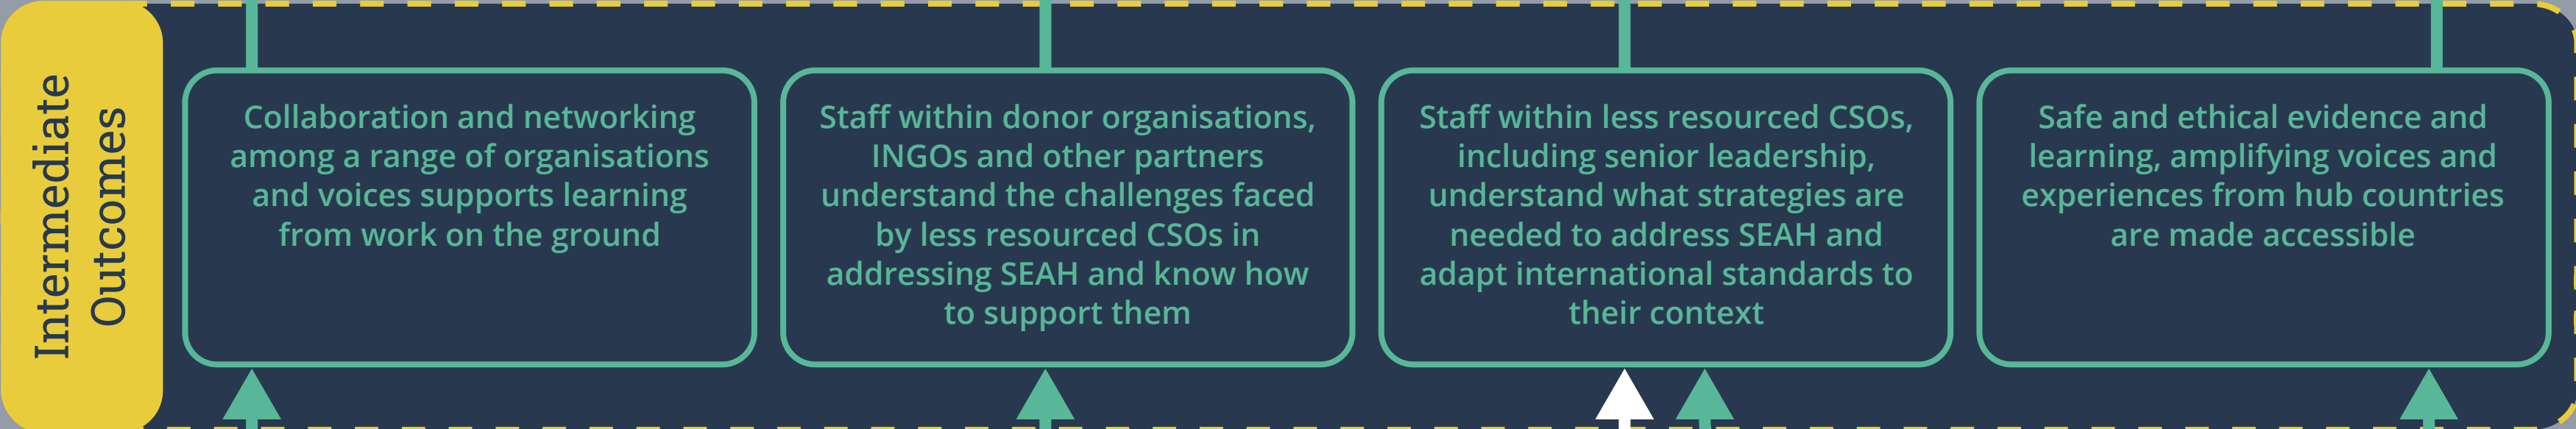 Intermediate
Outcomes
Collaboration and networking
among a range of organisations
and voices supports learning
from work on the ground
Staff within donor organisations,
INGOs and other partners
understand the challenges faced
by less resourced CSOs in
addressing SEAH and know how
to support them
Staff within less resourced CSOs,
including senior leadership,
understand what strategies are
needed to address SEAH and
adapt international standards to
their context
Safe and ethical evidence and
learning, amplifying voices and
experiences from hub countries
are made accessible